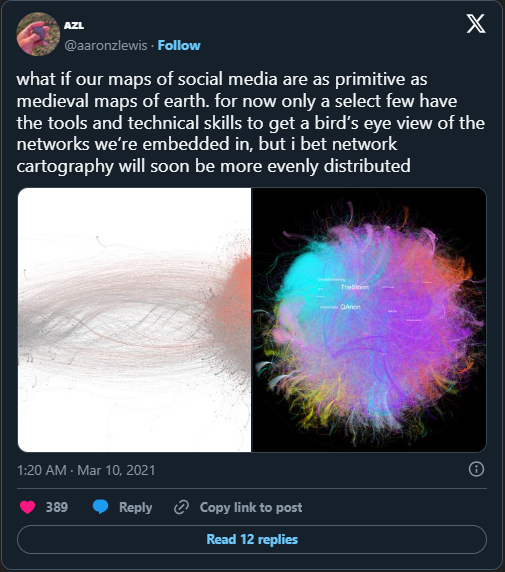 AZL
@aaronzlewis · Follow
what if our maps of social media are as primitive as
medieval maps of earth. for now only a select few have
the tools and technical skills to get a bird's eye view of the
networks we're embedded in, but i bet network
cartography will soon be more evenly distributed
TheStorm
QAnon
1:20 AM · Mar 10, 2021
389 Reply Copy link to post
Read 12 replies